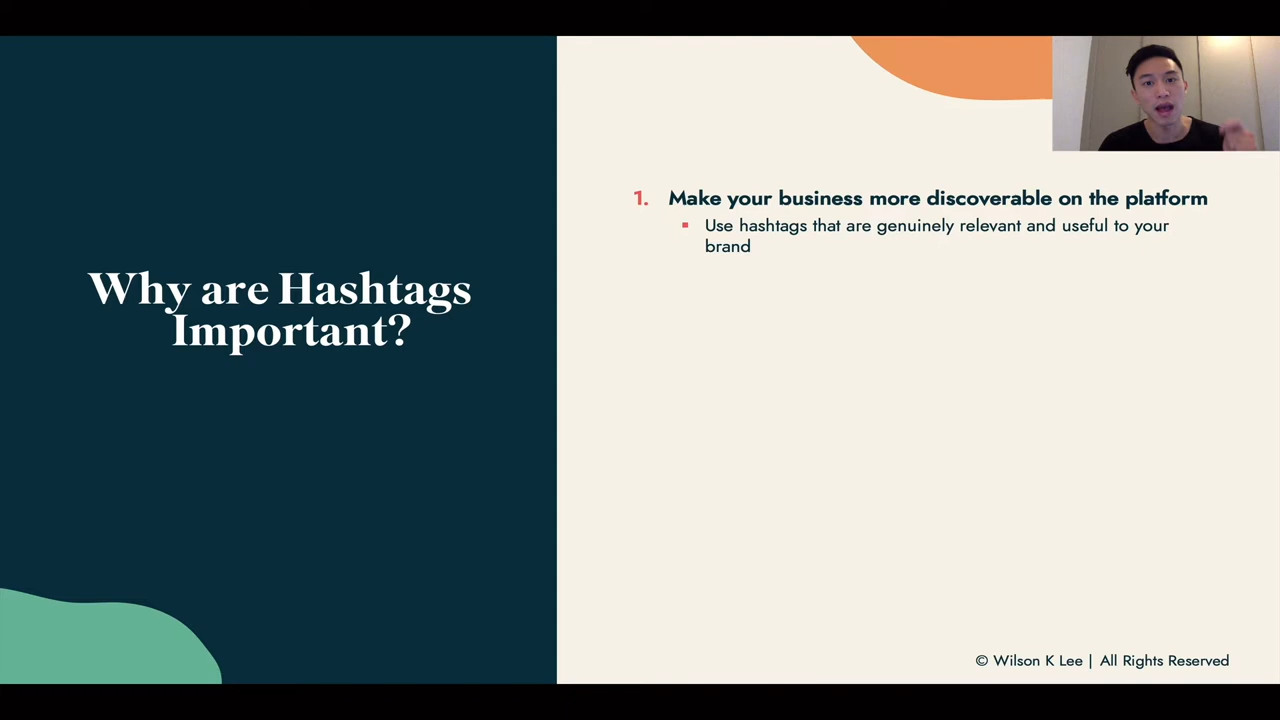 Why are Hashtags
Important?
1. Make your business more discoverable on the platform
▪ Use hashtags that are genuinely relevant and useful to your
brand
© Wilson K Lee | All Rights Reserved